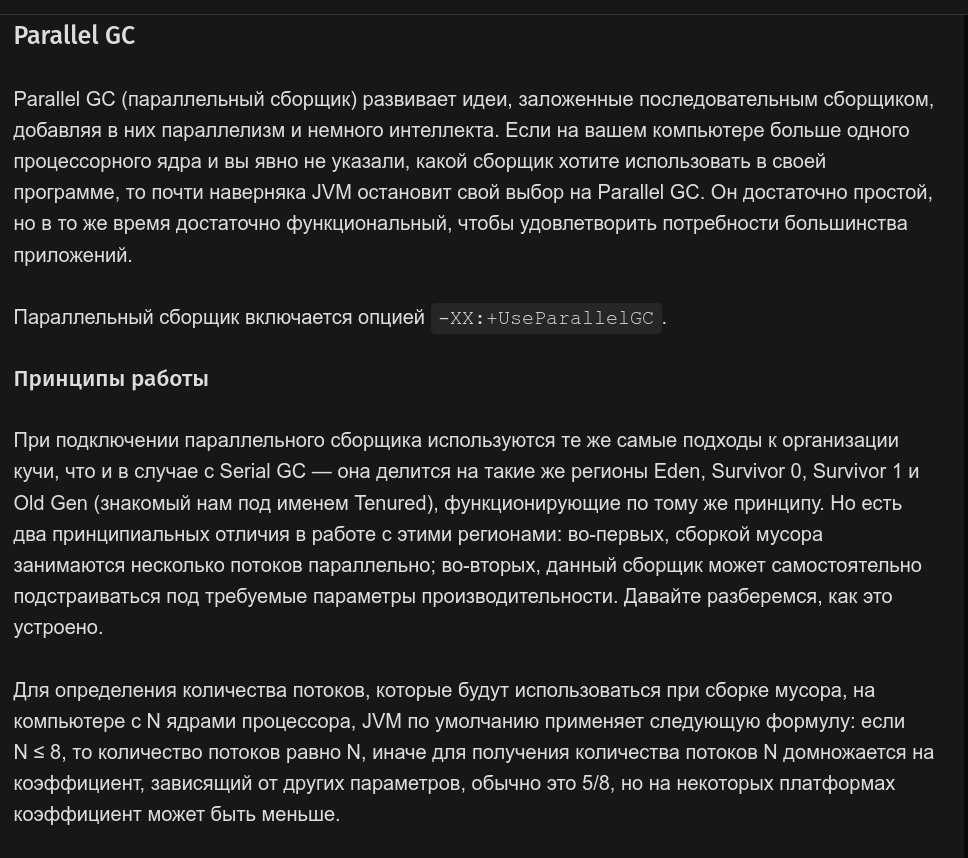 Parallel GC
Parallel GC (параллельный сборщик) развивает идеи, заложенные последовательным сборщиком,
добавляя в них параллелизм и немного интеллекта. Если на вашем компьютере больше одного
процессорного ядра и вы явно не указали, какой сборщик хотите использовать в своей
программе, то почти наверняка JVM остановит свой выбор на Parallel GC. Он достаточно простой,
но в то же время достаточно функциональный, чтобы удовлетворить потребности большинства
приложений.
Параллельный сборщик включается опцией -XX:+UseParallelGC.
Принципы работы
При подключении параллельного сборщика используются те же самые подходы к организации
кучи, что и в случае с Serial GC — она делится на такие же регионы Eden, Survivor 0, Survivor 1 и
Old Gen (знакомый нам под именем Tenured), функционирующие по тому же принципу. Но есть
два принципиальных отличия в работе с этими регионами: во-первых, сборкой мусора
занимаются несколько потоков параллельно; во-вторых, данный сборщик может самостоятельно
подстраиваться под требуемые параметры производительности. Давайте разберемся, как это
устроено.
Для определения количества потоков, которые будут использоваться при сборке мусора, на
компьютере с N ядрами процессора, JVM по умолчанию применяет следующую формулу: если
N ≤ 8, то количество потоков равно N, иначе для получения количества потоков N домножается на
коэффициент, зависящий от других параметров, обычно это 5/8, но на некоторых платформах
коэффициент может быть меньше.